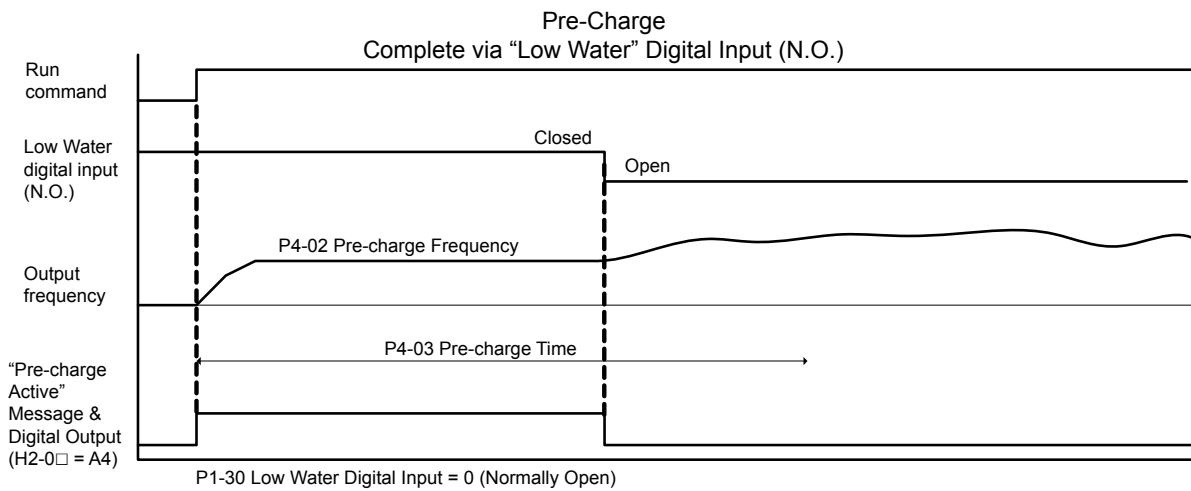 Pre-Charge
Complete via “Low Water” Digital Input (N.O.)
Run
command
Low Water
digital input
(N.O.)
Closed
Open
P4-02 Pre-charge Frequency
Output
frequency
P4-03 Pre-charge Time
“Pre-charge
Active”
Message &
Digital Output
(H2-0□ = A4)
P1-30 Low Water Digital Input = 0 (Normally Open)